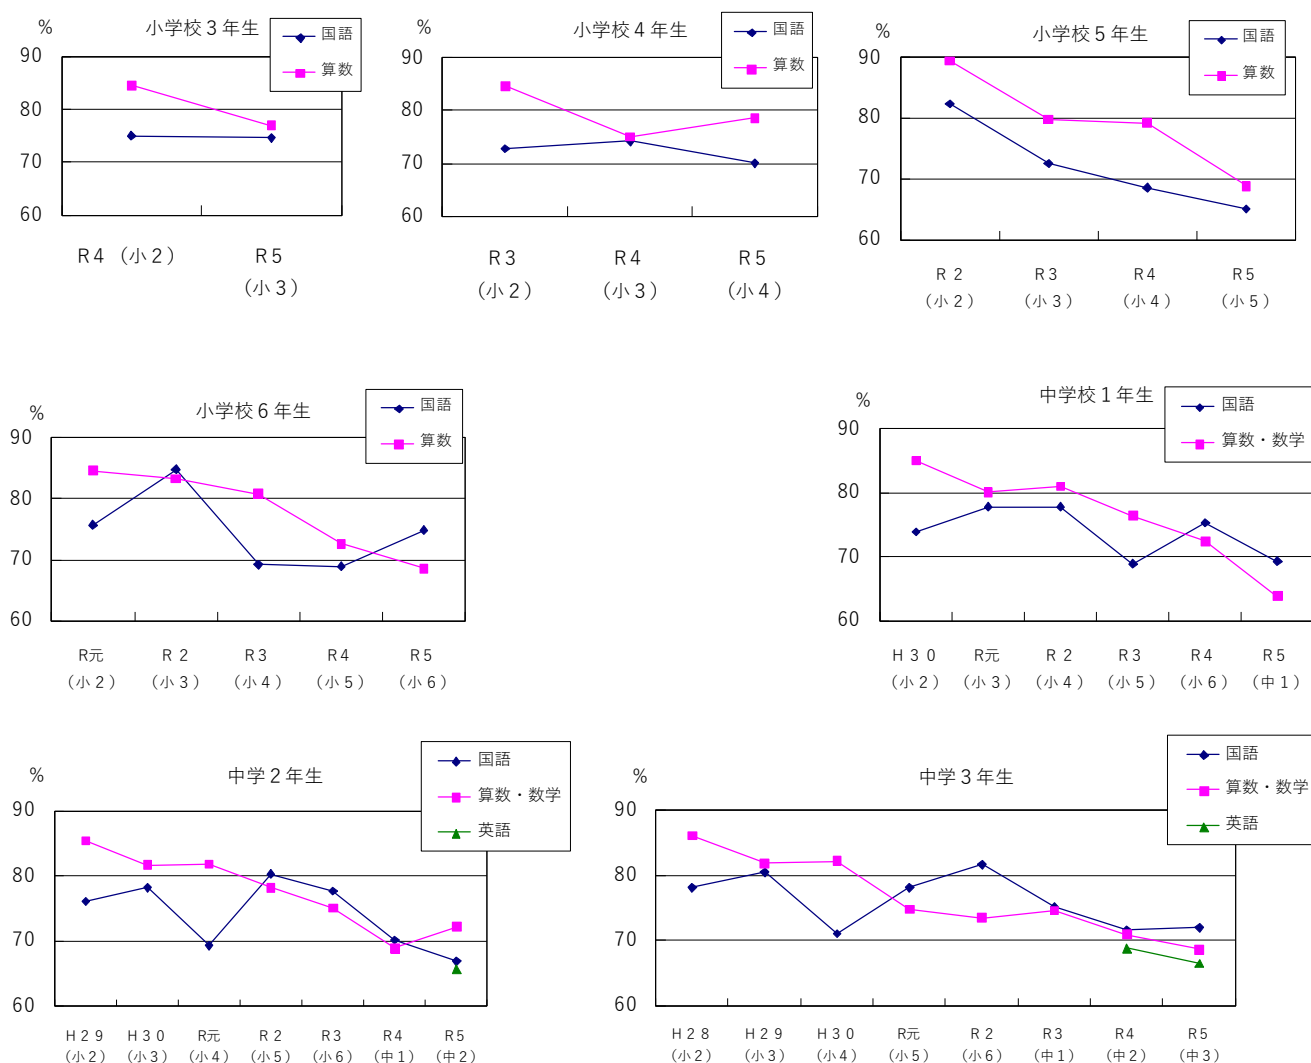 小学校３年生
%
国語
算数
90
80
70
60
R４（小２）
R５
（小３）
小学校４年生
%
国語
算数
90
80
70
60
R３
（小２）
R４
（小３）
R５
（小４）
小学校５年生
%
国語
算数
90
80
70
60
R２
（小２）
R３
（小３）
R４
（小４）
R５
（小５）
小学校６年生
%
国語
算数
90
80
70
60
R元
（小２）
R２
（小３）
R３
（小４）
R４
（小５）
R５
（小６）
中学校１年生
%
国語
算数・数学
90
80
70
60
H３０
（小２）
R元
（小３）
R２
（小４）
R３
（小５）
R４
（小６）
R５
（中１）
中学２年生
%
国語
算数・数学
英語
90
80
70
60
H２９
（小２）
H３０
（小３）
R元
（小４）
R２
（小５）
R３
（小６）
R４
（中１）
R５
（中２）
中学３年生
%
国語
算数・数学
英語
90
80
70
60
H２８
（小２）
H２９
（小３）
H３０
（小４）
R元
（小５）
R２
（小６）
R３
（中１）
R４
（中２）
R５
（中３）